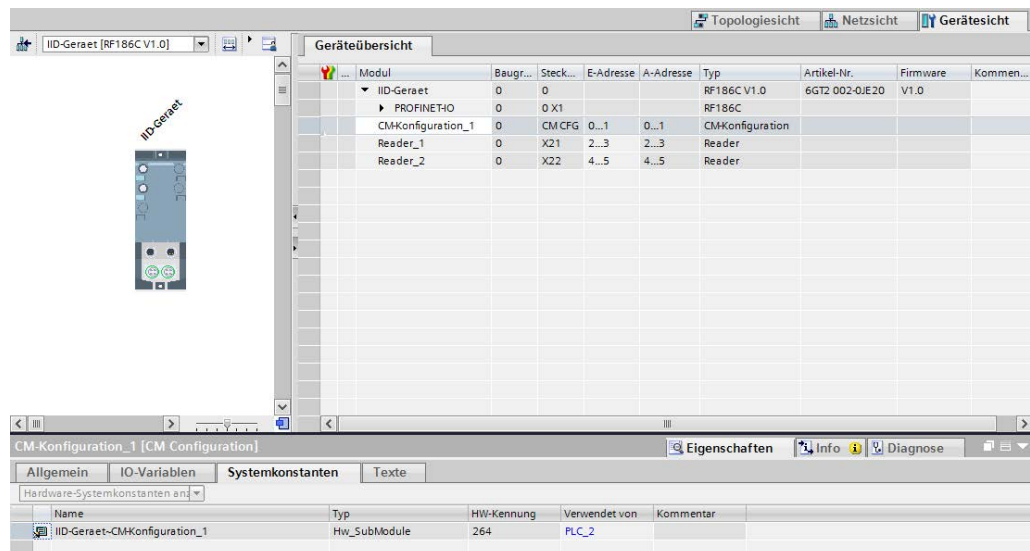 Topologiesicht Netzsicht Gerätesicht
IID-Geraet [RF186C V1.0] Geräteübersicht
... Modul Baugr... Steck... E-Adresse A-Adresse Typ Artikel-Nr. Firmware Kommen...
IID-Geraet 0 0 RF186C V1.0 6GT2 002-0JE20 V1.0
PROFINET-IO 0 0 X1 RF186C
CM-Konfiguration_1 0 CM CFG 0...1 0...1 CM-Konfiguration
Reader_1 0 X21 2...3 2...3 Reader
Reader_2 0 X22 4...5 4...5 Reader
IID-Geraet
CM-Konfiguration_1 [CM Configuration] Eigenschaften Info Diagnose
Allgemein IO-Variablen Systemkonstanten Texte
Hardware-Systemkonstanten anz
Name Typ HW-Kennung Verwendet von Kommentar
IID-Geraet~CM-Konfiguration_1 Hw_SubModule 264 PLC_2